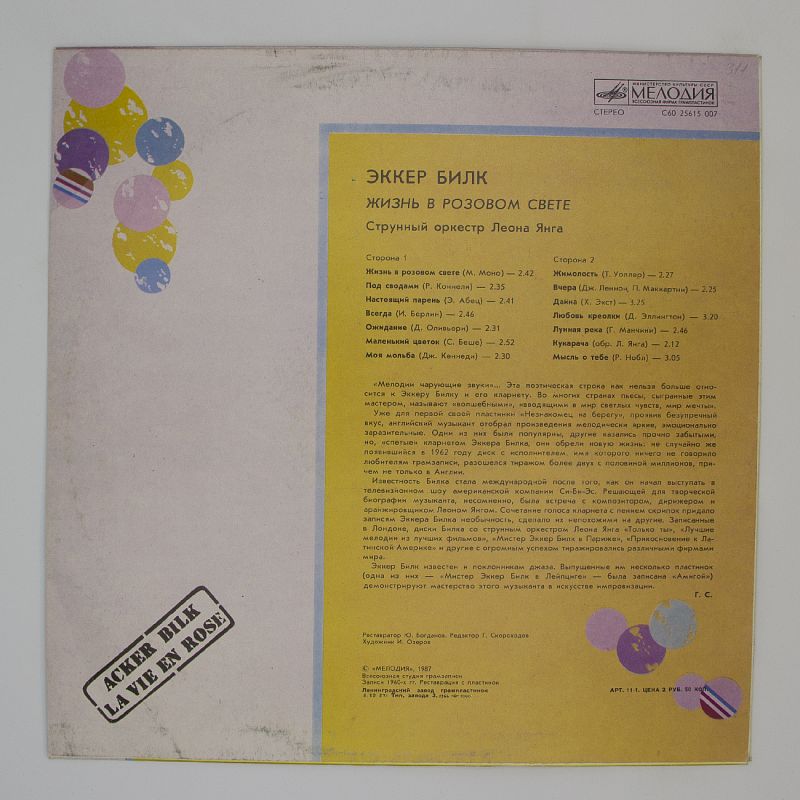 МИНИСТЕРСТВО КУЛЬТУРЫ СССР
МЕЛОДИЯ
ВСЕСОЮЗНАЯ ФИРМА ГРАМПЛАСТИНОК
СТЕРЕО С60 25615 007
ЭККЕР БИЛК
ЖИЗНЬ В РОЗОВОМ СВЕТЕ
Струнный оркестр Леона Янга
Сторона 1
Жизнь в розовом свете (М. Моно) — 2.42
Под сводами (Р. Коннели) — 2.35
Настоящий парень (Э. Абец) — 2.41
Всегда (И. Берлин) — 2.46
Ожидание (Д. Оливьери) — 2.31
Маленький цветок (С. Беше) — 2.52
Моя мольба (Дж. Кеннеди) — 2.30
Сторона 2
Жимолость (Т. Уоллер) — 2.27
Вчера (Дж. Леннон, П. Маккартни) — 2.25
Дайна (Х. Экст) — 3.25
Любовь креолки (Д. Эллингтон) — 3.20
Лунная река (Г. Манчини) — 2.46
Кукарача (обр. Л. Янга) — 2.12
Мысль о тебе (Р. Нобл) — 3.05
«Мелодии чарующие звуки»... Эта поэтическая строка как нельзя больше отно-
сится к Эккеру Билку и его кларнету. Во многих странах пьесы, сыгранные этим
мастером, называют «волшебными», «вводящими в мир светлых чувств, мир мечты».
Уже для первой своей пластинки «Незнакомец на берегу», проявив безупречный
вкус, английский музыкант отобрал произведения мелодически яркие, эмоционально
заразительные. Одни из них были популярны, другие казались прочно забытыми;
но, «спетые» кларнетом Эккера Билка, они обрели новую жизнь: не случайно же
появившийся в 1962 году диск с исполнителем, имя которого ничего не говорило
любителям грамзаписи, разошелся тиражом более двух с половиной миллионов, при-
чем не только в Англии.
Известность Билка стала международной после того, как он начал выступать в
телевизионном шоу американской компании Си-Би-Эс. Решающей для творческой
биографии музыканта, несомненно, была встреча с композитором, дирижером и
аранжировщиком Леоном Янгом. Сочетание голоса кларнета с пением скрипок придало
записям Эккера Билка необычность, сделало их непохожими на другие. Записанные
в Лондоне, диски Билка со струнным оркестром Леона Янга «Только ты», «Лучшие
мелодии из лучших фильмов», «Мистер Эккер Билк в Париже», «Прикосновение к Ла-
тинской Америке» и другие с огромным успехом тиражировались различными фирмами
мира.
Эккер Билк известен и поклонникам джаза. Выпущенные им несколько пластинок
(одна из них — «Мистер Эккер Билк в Лейпциге» — была записана «Амигой»)
демонстрируют мастерство этого музыканта в искусстве импровизации.
Г. С.
Реставратор Ю. Богданов. Редактор Г. Скороходов
Художник И. Озеров
© «МЕЛОДИЯ», 1987
Всесоюзная студия грамзаписи
Записи 1960-х гг. Реставрация с пластинок
Ленинградский завод грампластинок
АРТ. 11-1. ЦЕНА 2 РУБ. 50 КОП.
ACKER BILK
LA VIE EN ROSE